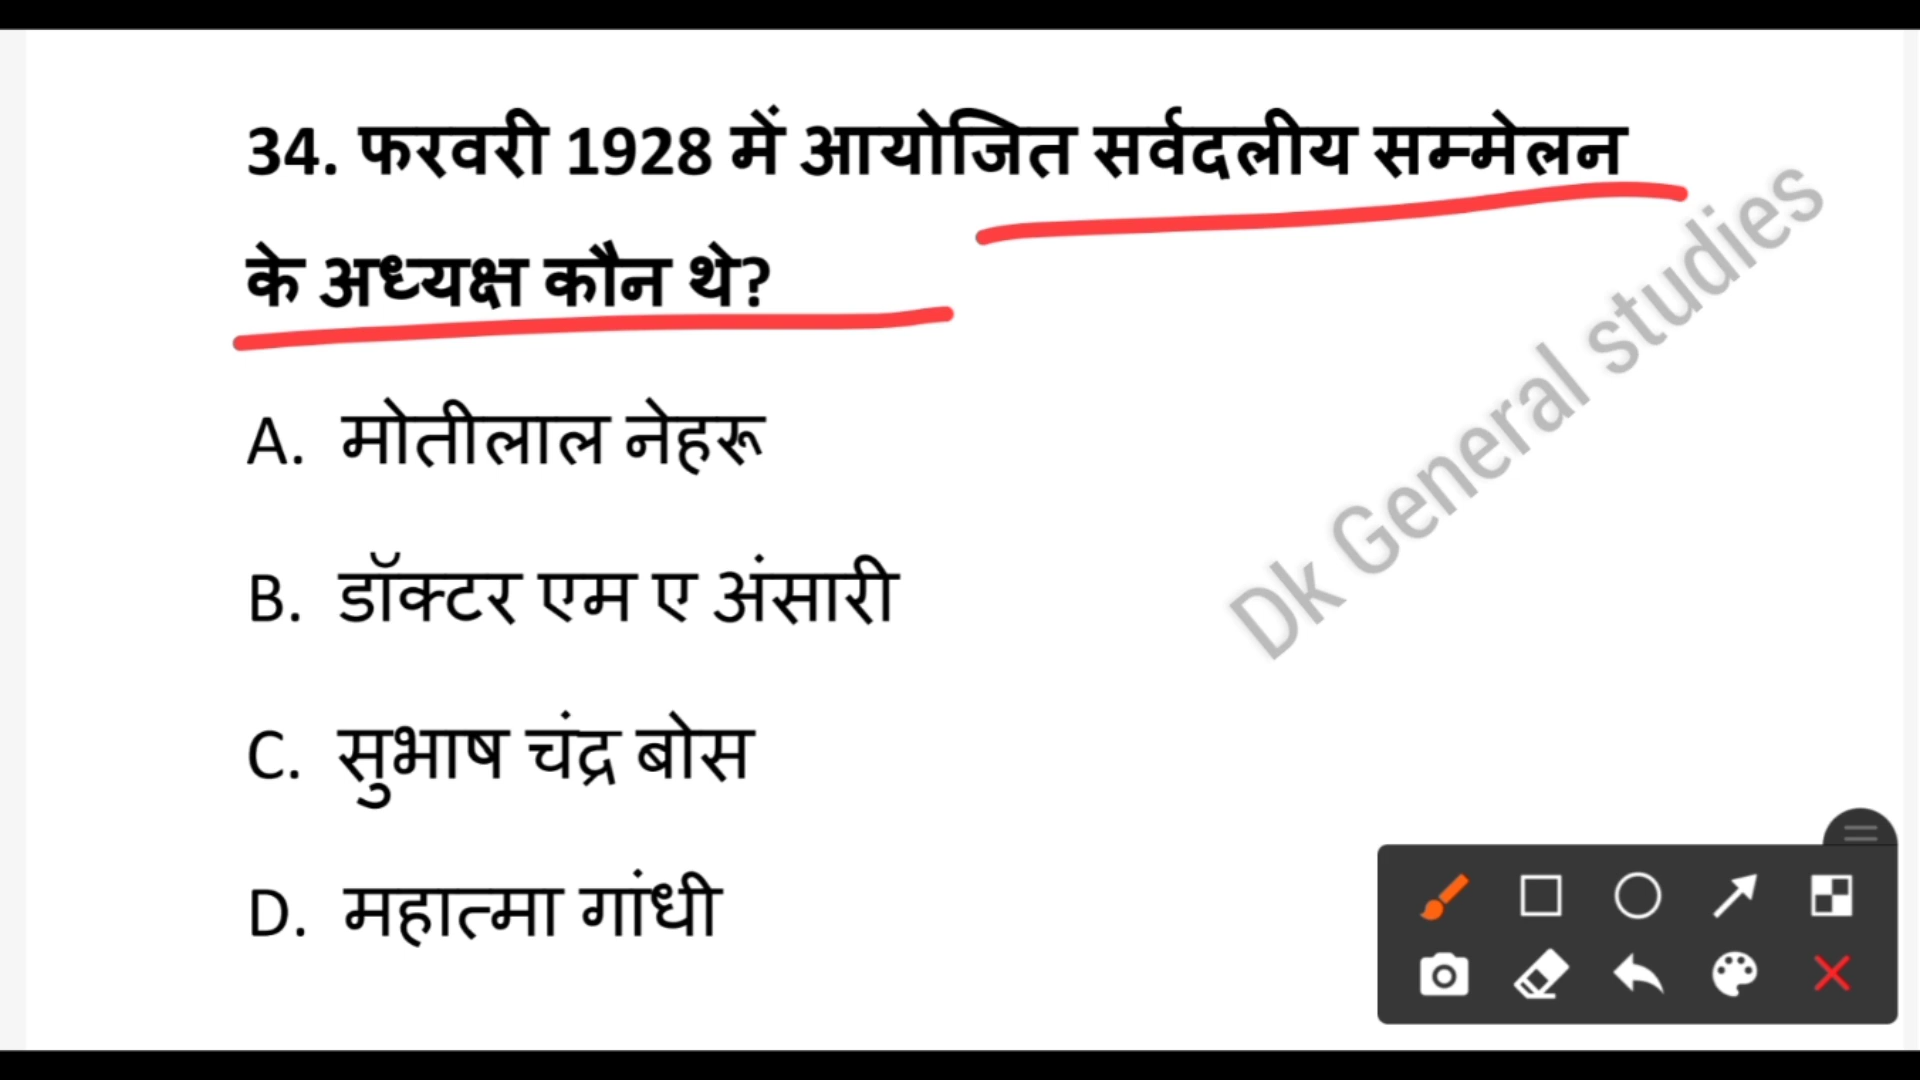 34. फरवरी 1928 में आयोजित सर्वदलीय सम्मेलन
के अध्यक्ष कौन थे?
A. मोतीलाल नेहरू
B. डॉक्टर एम ए अंसारी
C. सुभाष चंद्र बोस
D. महात्मा गांधी
Dk General studies